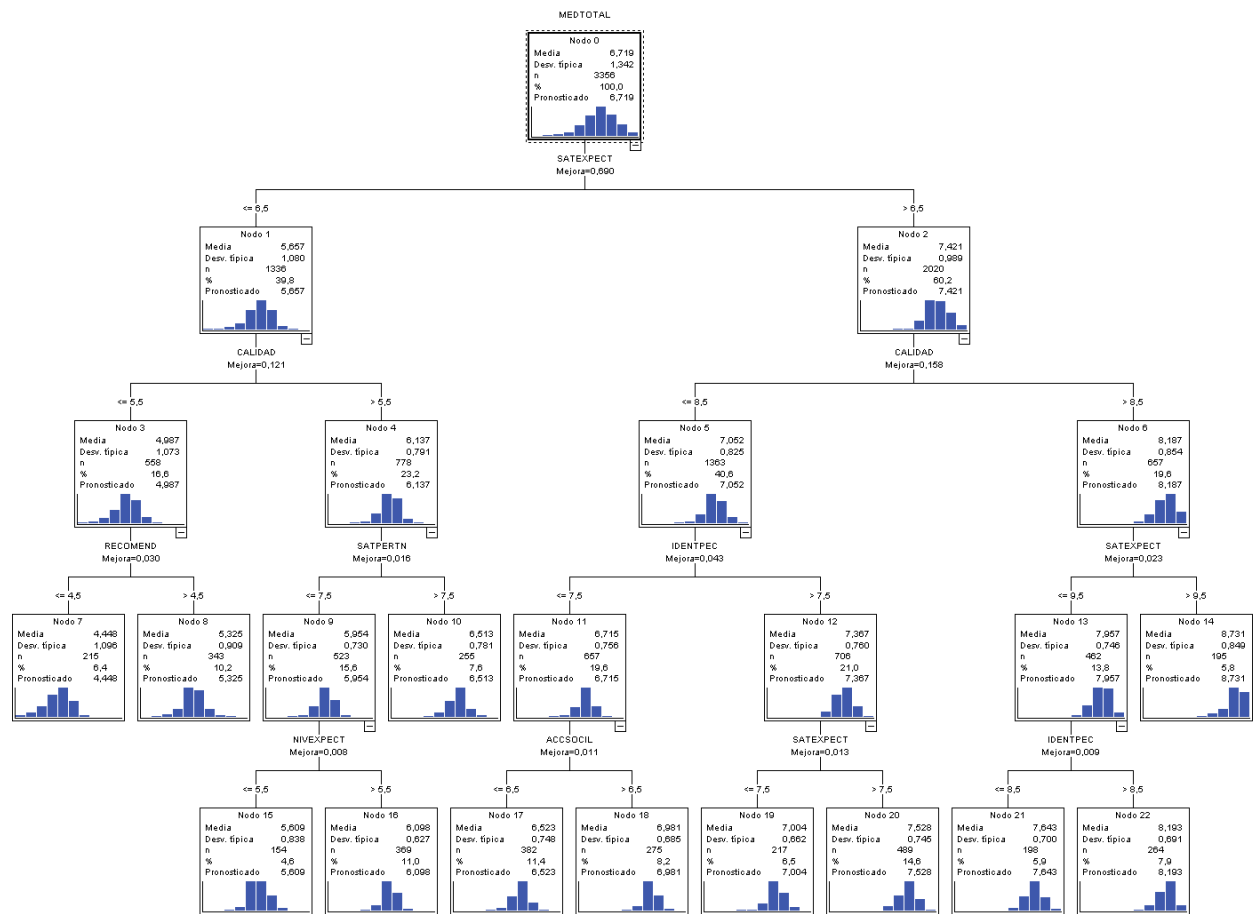 MEDTOTAL
Nodo 0
Media 6,719
Desv. típica 1,342
n 3356
% 100,0
Pronosticado 6,719
SATEXPECT
Mejora=0,690
<= 6,5
> 6,5
Nodo 1
Media 5,657
Desv. típica 1,080
n 1336
% 39,8
Pronosticado 5,657
Nodo 2
Media 7,421
Desv. típica 0,989
n 2020
% 60,2
Pronosticado 7,421
CALIDAD
Mejora=0,121
CALIDAD
Mejora=0,158
<= 5,5
> 5,5
<= 8,5
> 8,5
Nodo 3
Media 4,987
Desv. típica 1,073
n 558
% 16,6
Pronosticado 4,987
Nodo 4
Media 6,137
Desv. típica 0,791
n 778
% 23,2
Pronosticado 6,137
Nodo 5
Media 7,052
Desv. típica 0,825
n 1363
% 40,6
Pronosticado 7,052
Nodo 6
Media 8,187
Desv. típica 0,854
n 657
% 19,6
Pronosticado 8,187
RECOMEND
Mejora=0,030
SATPERTN
Mejora=0,016
IDENTPEC
Mejora=0,043
SATEXPECT
Mejora=0,023
<= 4,5
> 4,5
<= 7,5
> 7,5
<= 7,5
> 7,5
<= 9,5
> 9,5
Nodo 7
Media 4,448
Desv. típica 1,096
n 215
% 6,4
Pronosticado 4,448
Nodo 8
Media 5,325
Desv. típica 0,909
n 343
% 10,2
Pronosticado 5,325
Nodo 9
Media 5,954
Desv. típica 0,730
n 523
% 15,6
Pronosticado 5,954
Nodo 10
Media 6,513
Desv. típica 0,781
n 255
% 7,6
Pronosticado 6,513
Nodo 11
Media 6,715
Desv. típica 0,756
n 657
% 19,6
Pronosticado 6,715
Nodo 12
Media 7,367
Desv. típica 0,760
n 706
% 21,0
Pronosticado 7,367
Nodo 13
Media 7,957
Desv. típica 0,746
n 462
% 13,8
Pronosticado 7,957
Nodo 14
Media 8,731
Desv. típica 0,849
n 195
% 5,8
Pronosticado 8,731
NIVEXPECT
Mejora=0,008
ACCSOCIL
Mejora=0,011
SATEXPECT
Mejora=0,013
IDENTPEC
Mejora=0,009
<= 5,5
> 5,5
<= 6,5
> 6,5
<= 7,5
> 7,5
<= 8,5
> 8,5
Nodo 15
Media 5,609
Desv. típica 0,838
n 154
% 4,6
Pronosticado 5,609
Nodo 16
Media 6,098
Desv. típica 0,627
n 369
% 11,0
Pronosticado 6,098
Nodo 17
Media 6,523
Desv. típica 0,748
n 382
% 11,4
Pronosticado 6,523
Nodo 18
Media 6,981
Desv. típica 0,685
n 275
% 8,2
Pronosticado 6,981
Nodo 19
Media 7,004
Desv. típica 0,662
n 217
% 6,5
Pronosticado 7,004
Nodo 20
Media 7,528
Desv. típica 0,745
n 489
% 14,6
Pronosticado 7,528
Nodo 21
Media 7,643
Desv. típica 0,700
n 198
% 5,9
Pronosticado 7,643
Nodo 22
Media 8,193
Desv. típica 0,691
n 264
% 7,9
Pronosticado 8,193